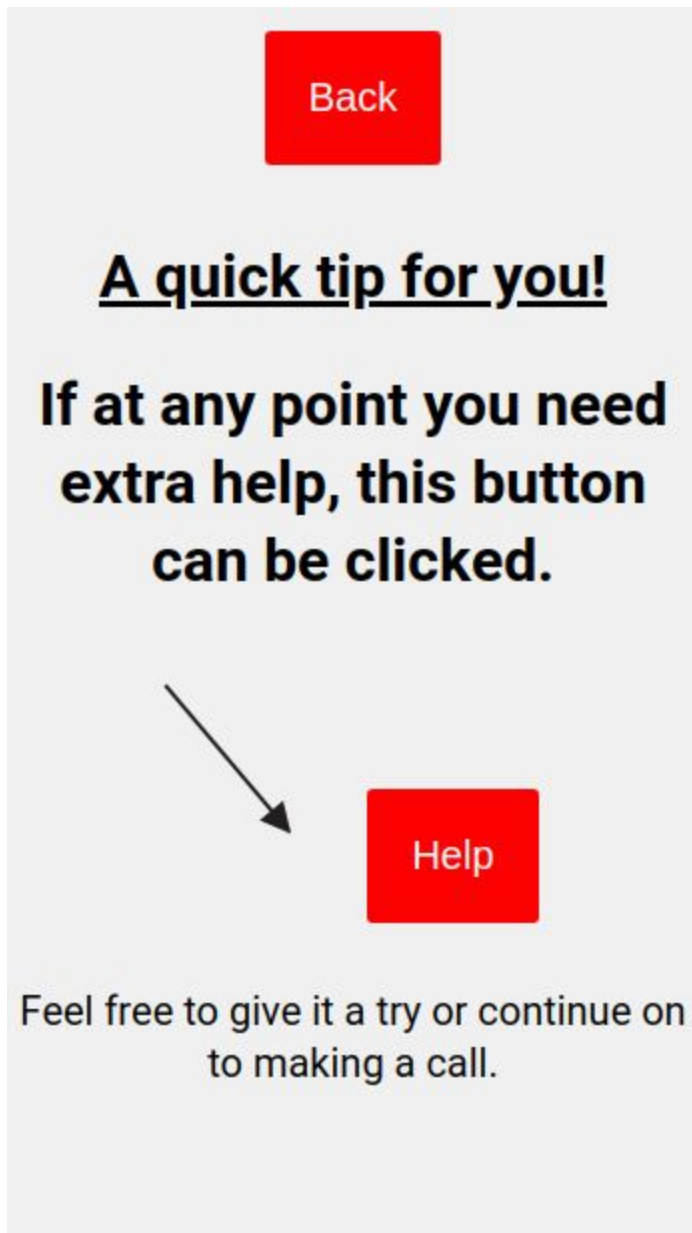 Back
A quick tip for you!
If at any point you need
extra help, this button
can be clicked.
Help
Feel free to give it a try or continue on
to making a call.